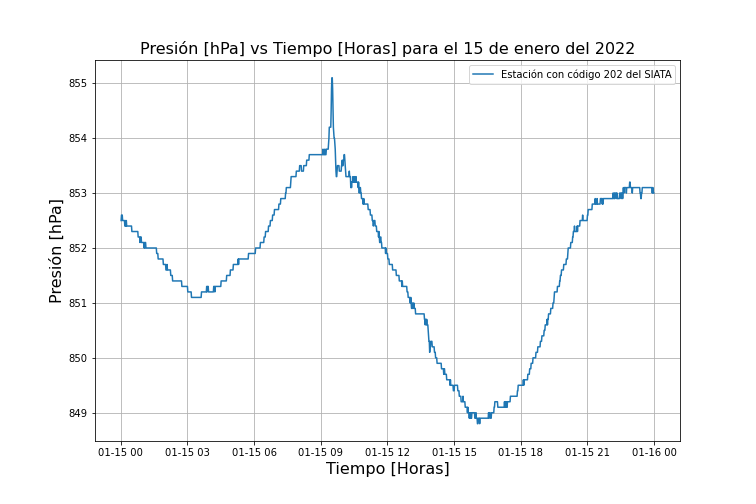 Presión [hPa] vs Tiempo [Horas] para el 15 de enero del 2022
Estación con código 202 del SIATA
Presión [hPa]
855
854
853
852
851
850
849
01-15 00 01-15 03 01-15 06 01-15 09 01-15 12 01-15 15 01-15 18 01-15 21 01-16 00
Tiempo [Horas]